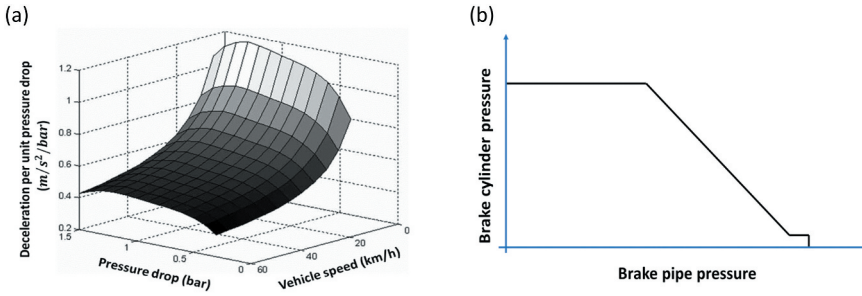 (a)
Deceleration per unit pressure drop
(m/s²/bar)
1.2
1
0.8
0.6
0.4
0.2
1.5
1
0.5
0
Pressure drop (bar)
60
40
20
0
Vehicle speed (km/h)
(b)
Brake cylinder pressure
Brake pipe pressure